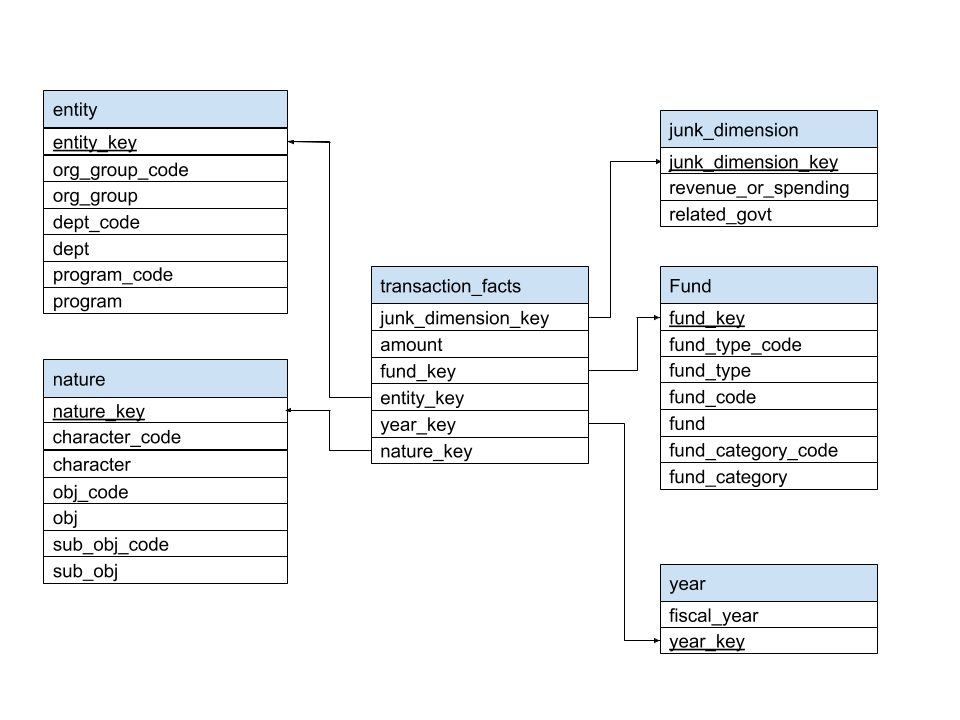 entity
entity_key
org_group_code
org_group
dept_code
dept
program_code
program
nature
nature_key
character_code
character
obj_code
obj
sub_obj_code
sub_obj
transaction_facts
junk_dimension_key
amount
fund_key
entity_key
year_key
nature_key
junk_dimension
junk_dimension_key
revenue_or_spending
related_govt
Fund
fund_key
fund_type_code
fund_type
fund_code
fund
fund_category_code
fund_category
year
fiscal_year
year_key